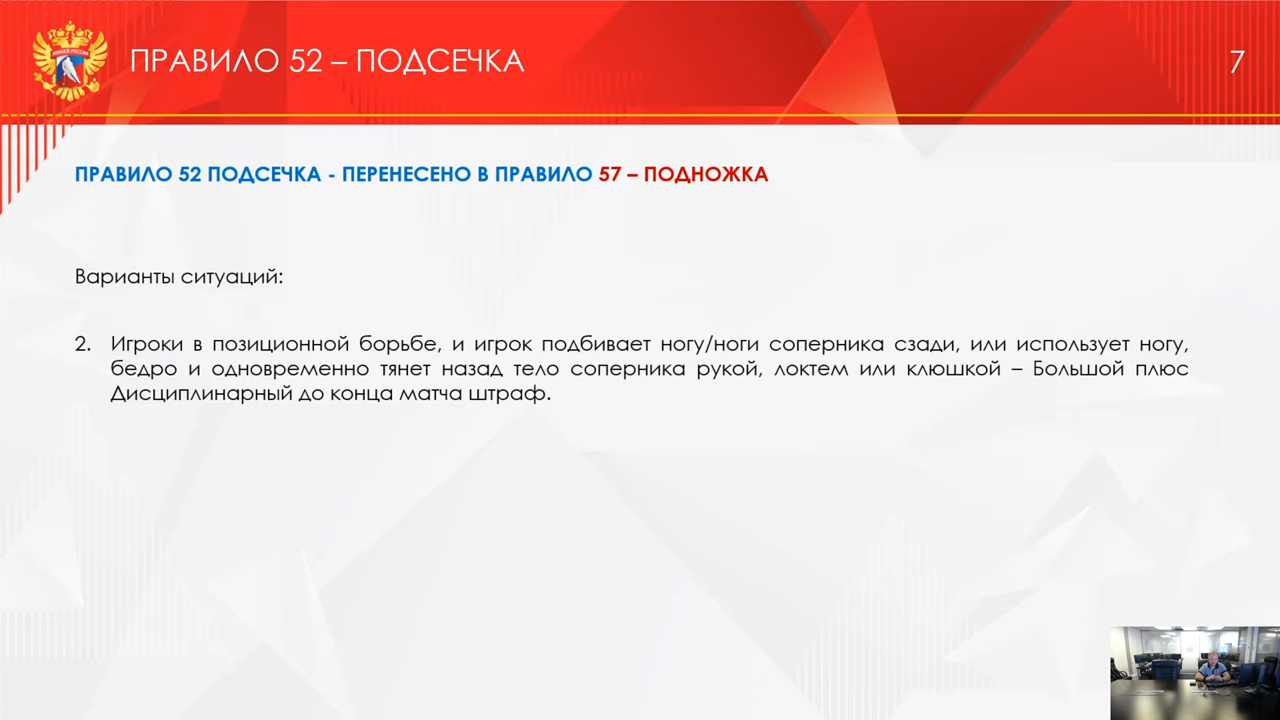 ХОККЕЙ РОССИИ
ПРАВИЛО 52 – ПОДСЕЧКА
7
ПРАВИЛО 52 ПОДСЕЧКА - ПЕРЕНЕСЕНО В ПРАВИЛО 57 – ПОДНОЖКА
Варианты ситуаций:
2. Игроки в позиционной борьбе, и игрок подбивает ногу/ноги соперника сзади, или использует ногу,
бедро и одновременно тянет назад тело соперника рукой, локтем или клюшкой – Большой плюс
Дисциплинарный до конца матча штраф.